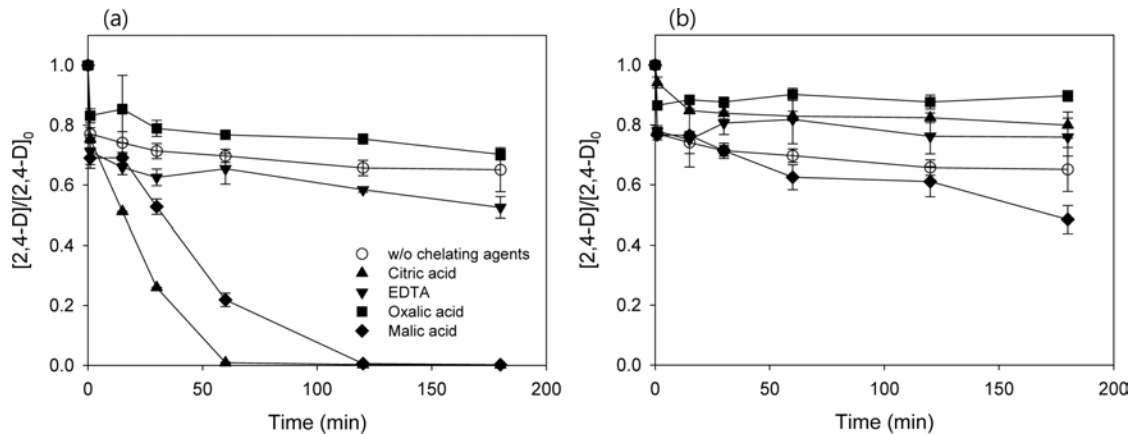 (a)
[2,4-D]/[2,4-D]0
1.0
0.8
0.6
0.4
0.2
0.0
w/o chelating agents
Citric acid
EDTA
Oxalic acid
Malic acid
0 50 100 150 200
Time (min)
(b)
[2,4-D]/[2,4-D]0
1.0
0.8
0.6
0.4
0.2
0.0
0 50 100 150 200
Time (min)